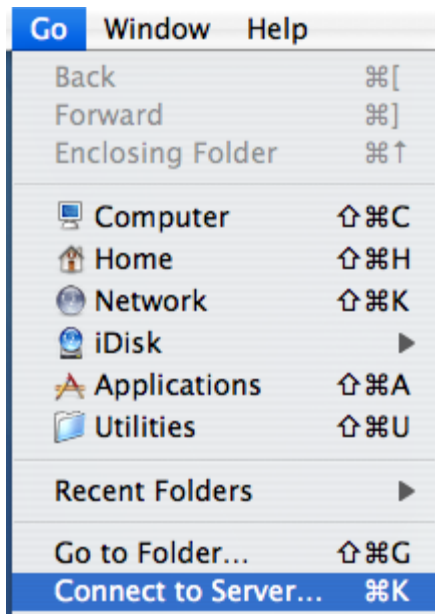 Go Window Help
Back ⌘[
Forward ⌘]
Enclosing Folder ⌘↑
Computer ⇧⌘C
Home ⇧⌘H
Network ⇧⌘K
iDisk ▶
Applications ⇧⌘A
Utilities ⇧⌘U
Recent Folders ▶
Go to Folder... ⇧⌘G
Connect to Server... ⌘K